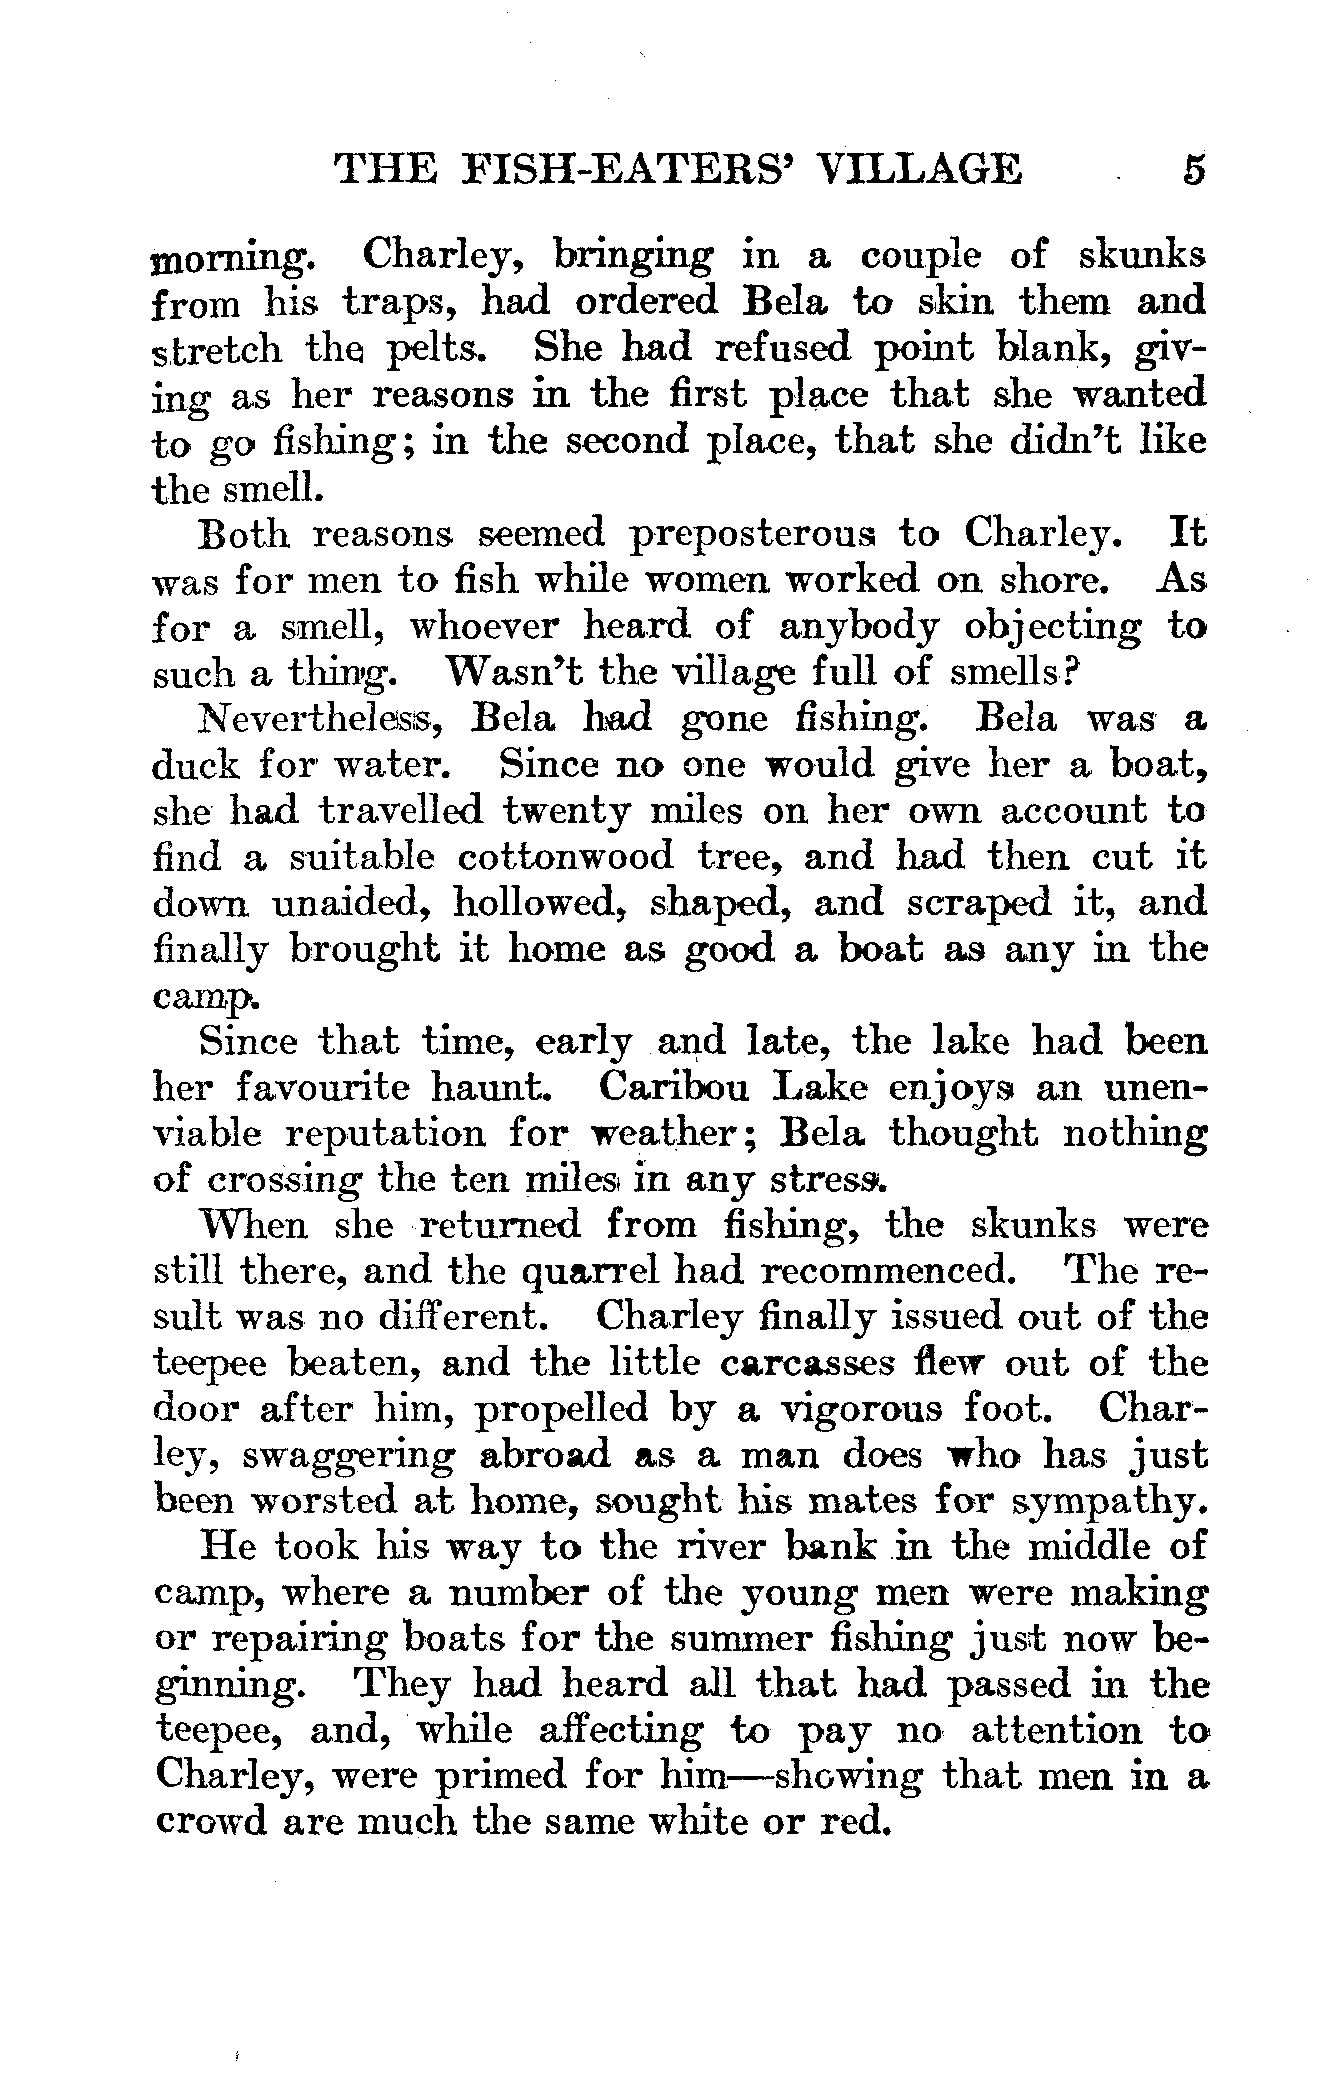 THE FISH-EATERS' VILLAGE 5
morning. Charley, bringing in a couple of skunks
from his traps, had ordered Bela to skin them and
stretch the pelts. She had refused point blank, giv-
ing as her reasons in the first place that she wanted
to go fishing; in the second place, that she didn't like
the smell.
Both reasons seemed preposterous to Charley. It
was for men to fish while women worked on shore. As
for a smell, whoever heard of anybody objecting to
such a thing. Wasn't the village full of smells?
Nevertheless, Bela had gone fishing. Bela was a
duck for water. Since no one would give her a boat,
she had travelled twenty miles on her own account to
find a suitable cottonwood tree, and had then cut it
down unaided, hollowed, shaped, and scraped it, and
finally brought it home as good a boat as any in the
camp.
Since that time, early and late, the lake had been
her favourite haunt. Caribou Lake enjoys an unen-
viable reputation for weather; Bela thought nothing
of crossing the ten miles in any stress.
When she returned from fishing, the skunks were
still there, and the quarrel had recommenced. The re-
sult was no different. Charley finally issued out of the
teepee beaten, and the little carcasses flew out of the
door after him, propelled by a vigorous foot. Char-
ley, swaggering abroad as a man does who has just
been worsted at home, sought his mates for sympathy.
He took his way to the river bank in the middle of
camp, where a number of the young men were making
or repairing boats for the summer fishing just now be-
ginning. They had heard all that had passed in the
teepee, and, while affecting to pay no attention to
Charley, were primed for him—showing that men in a
crowd are much the same white or red.